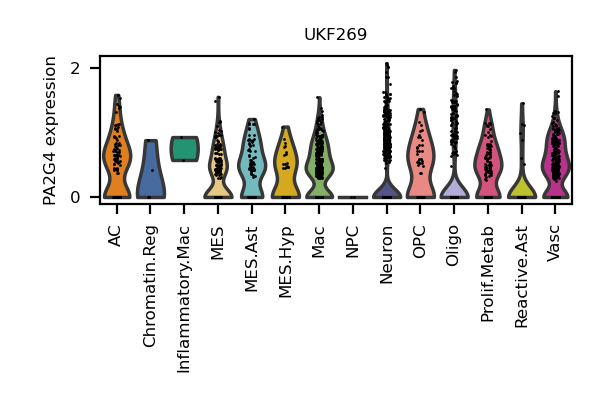 UKF269
PA2G4 expression
2
0
AC
Chromatin.Reg
Inflammatory.Mac
MES
MES.Ast
MES.Hyp
Mac
NPC
Neuron
OPC
Oligo
Prolif.Metab
Reactive.Ast
Vasc